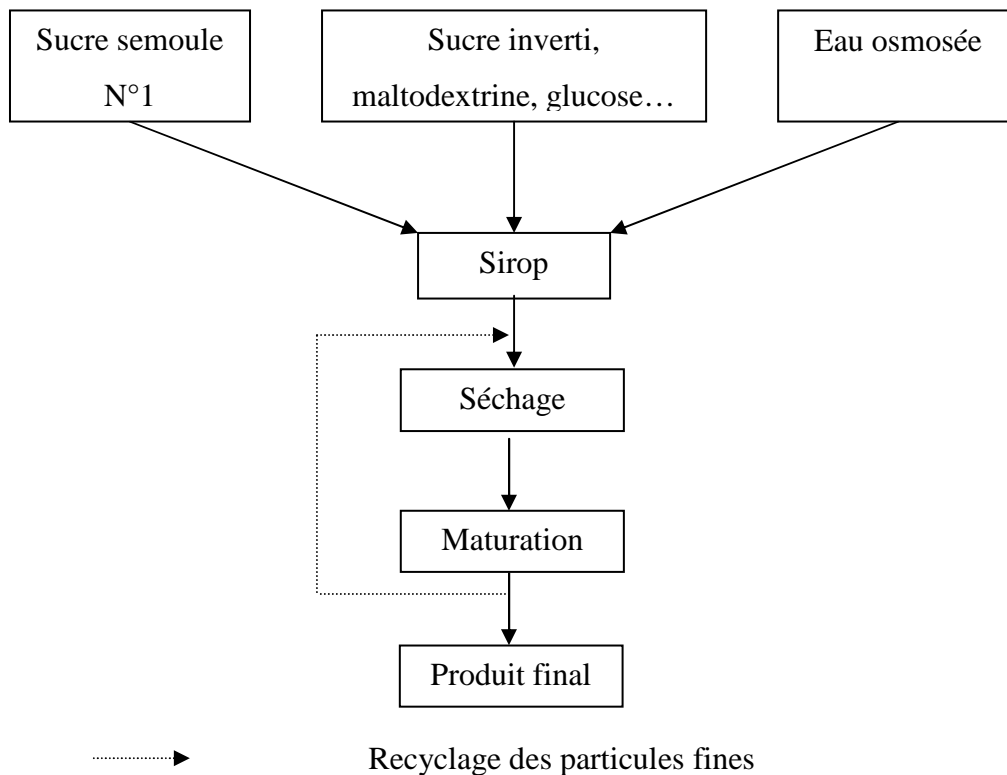 Sucre semoule
N°1
Sucre inverti,
maltodextrine, glucose…
Eau osmosée
Sirop
Séchage
Maturation
Produit final
Recyclage des particules fines